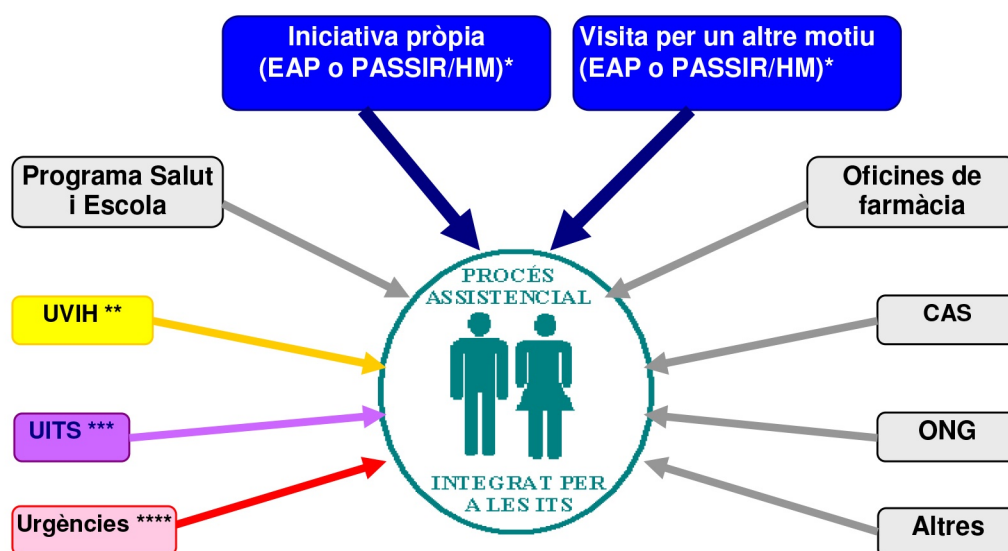 Iniciativa pròpia
(EAP o PASSIR/HM)*
Visita per un altre motiu
(EAP o PASSIR/HM)*
Programa Salut
i Escola
Oficines de
farmàcia
UVIH **
CAS
UITS ***
ONG
Urgències ****
Altres
PROCÉS
ASSISTENCIAL
INTEGRAT PER
A LES ITS